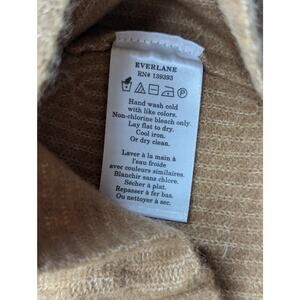 EVERLANE
RN# 139393
Hand wash cold
with like colors.
Non-chlorine bleach only.
Lay flat to dry.
Cool iron.
Or dry clean.
Laver à la main à
l'eau froide
avec couleurs similaires.
Blanchir sans chlore.
Sécher à plat.
Repasser à fer bas.
Ou nettoyer à sec.